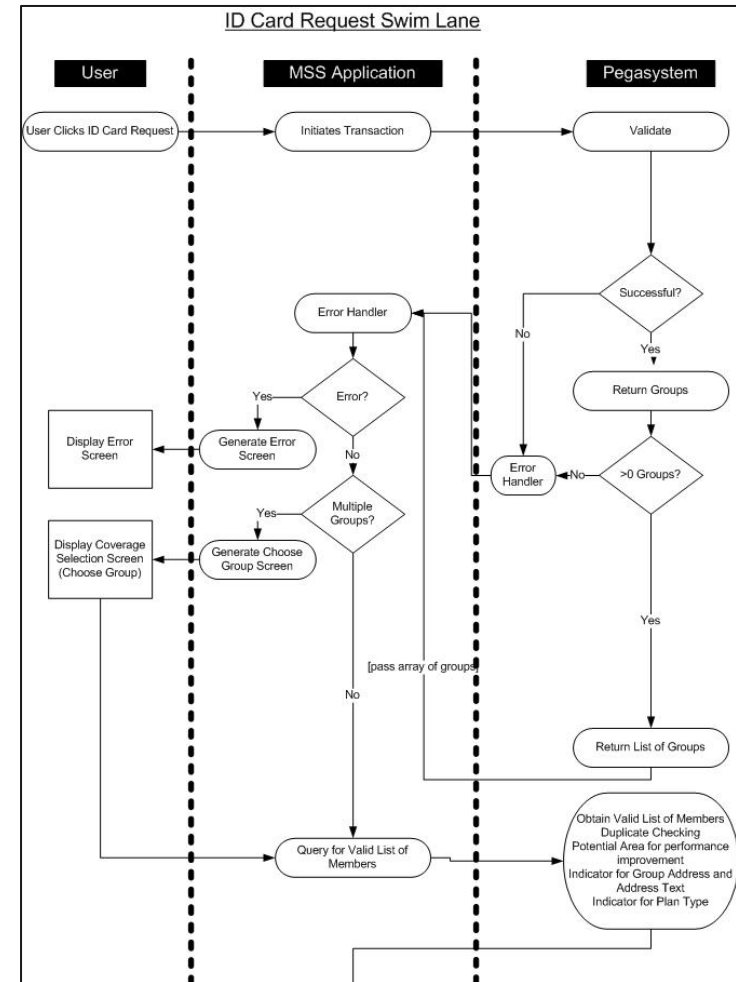 ID Card Request Swim Lane
User
MSS Application
Pegasystem
User Clicks ID Card Request
Initiates Transaction
Validate
Successful?
No
Yes
Error Handler
Return Groups
Error?
Yes
No
Generate Error
Screen
Display Error
Screen
>0 Groups?
No
Error
Handler
Multiple
Groups?
Yes
Generate Choose
Group Screen
Display Coverage
Selection Screen
(Choose Group)
Yes
[pass array of groups]
No
Return List of Groups
Query for Valid List of
Members
Obtain Valid List of Members
Duplicate Checking
Potential Area for performance
improvement
Indicator for Group Address and
Address Text
Indicator for Plan Type